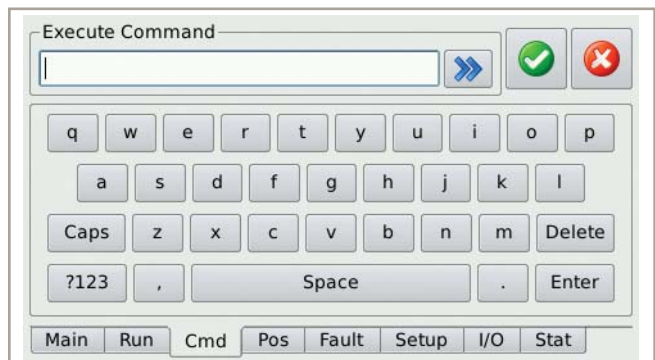 Execute Command
q w e r t y u i o p
a s d f g h j k l
Caps z x c v b n m Delete
?123 , Space . Enter
Main Run Cmd Pos Fault Setup I/O Stat